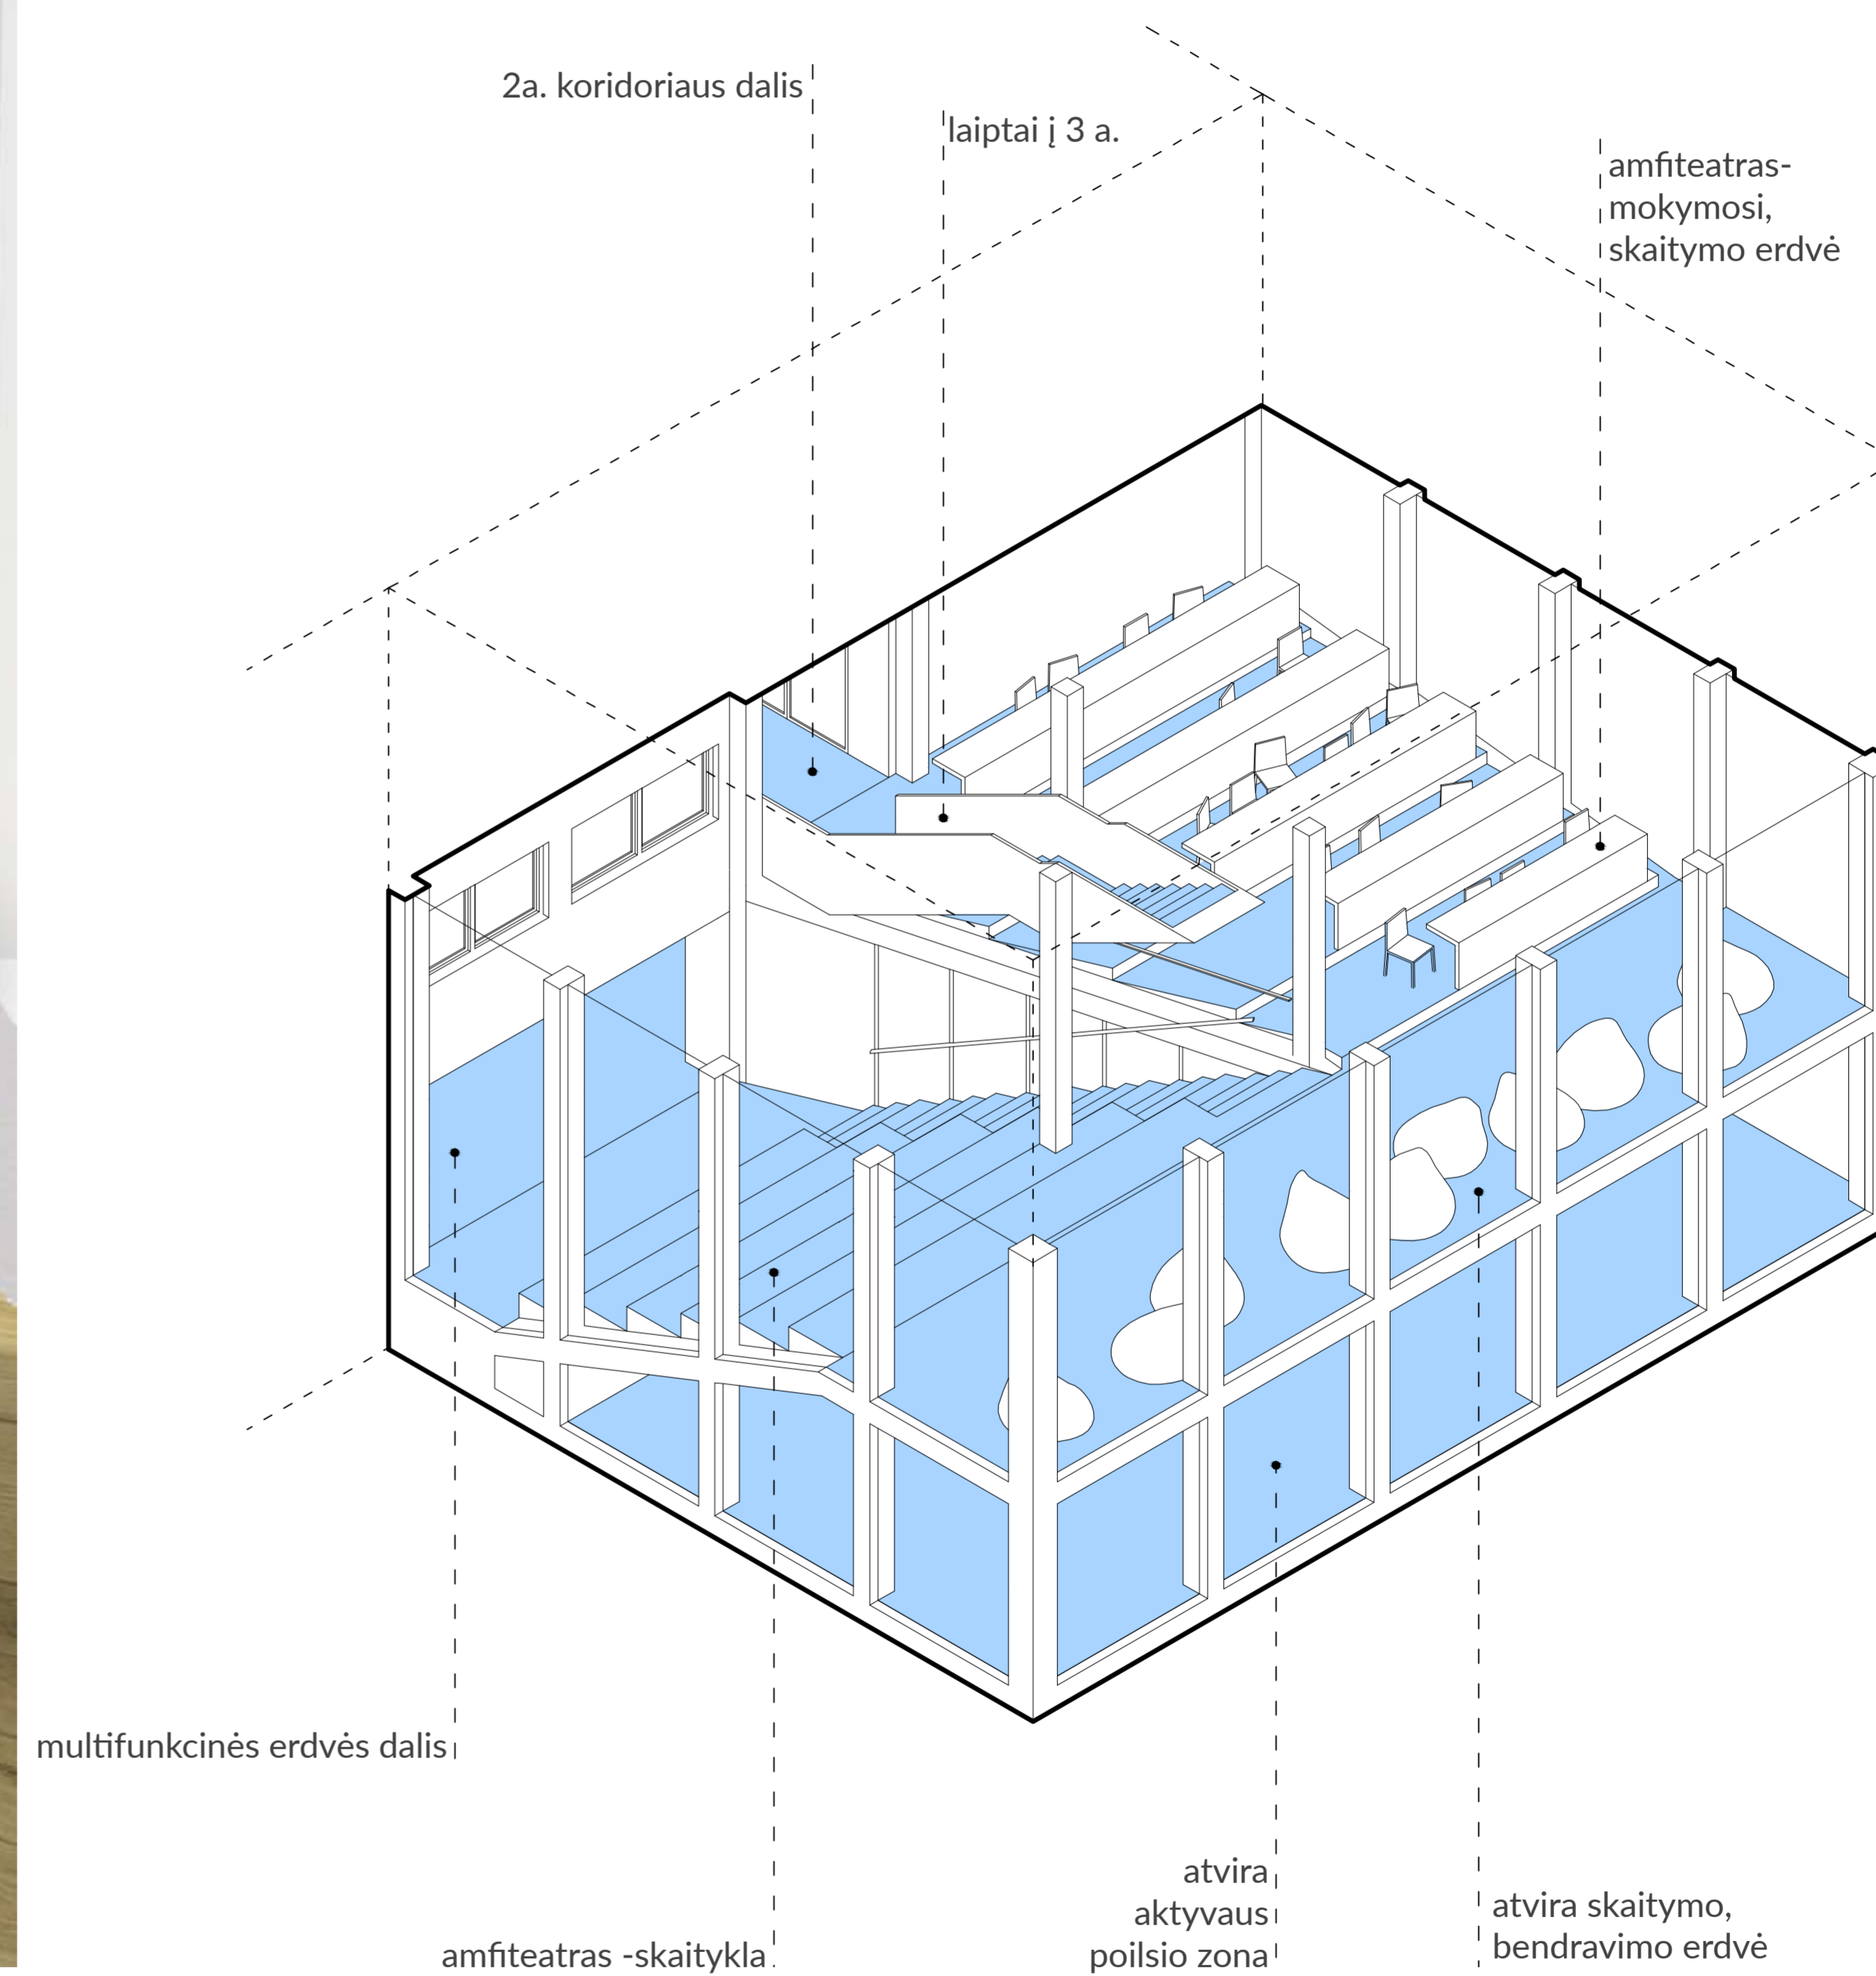 2a. koridoriaus dalis
laiptai į 3 a.
amfiteatras-
mokymosi,
skaitymo erdvė
multifunkcinės erdvės dalis
amfiteatras -skaitykla
atvira
aktyvaus
poilsio zona
atvira skaitymo,
bendravimo erdvė